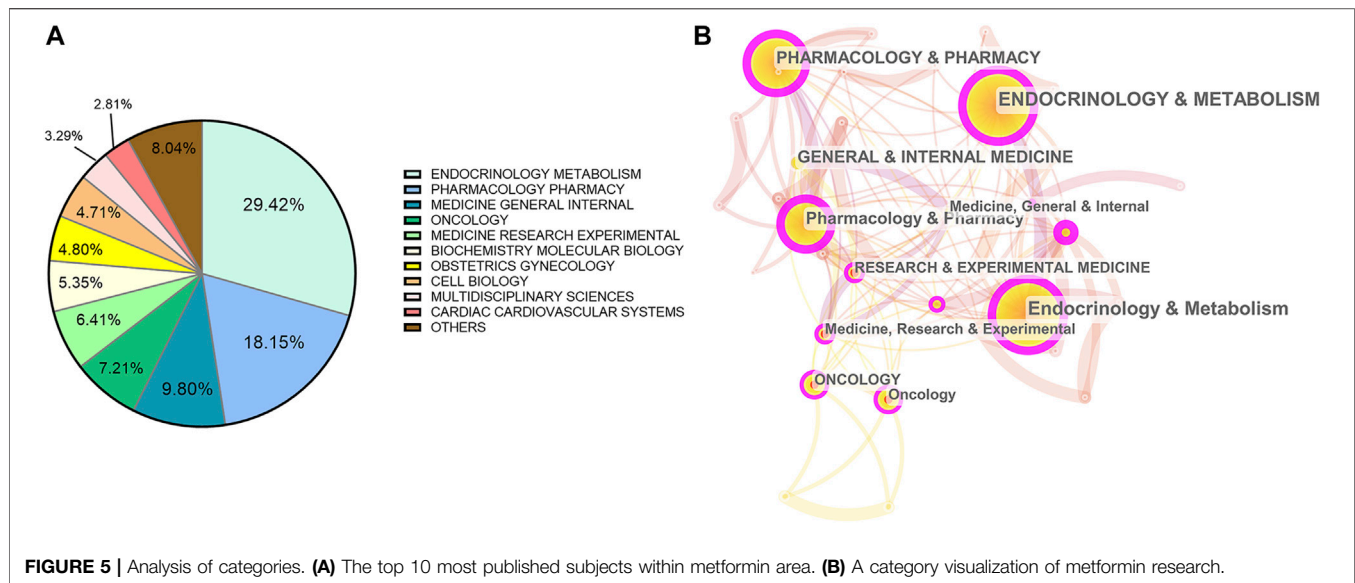 A
2.81%
3.29%
8.04%
4.71%
29.42%
4.80%
5.35%
6.41%
18.15%
7.21%
9.80%
ENDOCRINOLOGY METABOLISM
PHARMACOLOGY PHARMACY
MEDICINE GENERAL INTERNAL
ONCOLOGY
MEDICINE RESEARCH EXPERIMENTAL
BIOCHEMISTRY MOLECULAR BIOLOGY
OBSTETRICS GYNECOLOGY
CELL BIOLOGY
MULTIDISCIPLINARY SCIENCES
CARDIAC CARDIOVASCULAR SYSTEMS
OTHERS
B
PHARMACOLOGY & PHARMACY
ENDOCRINOLOGY & METABOLISM
GENERAL & INTERNAL MEDICINE
Medicine, General & Internal
Pharmacology & Pharmacy
RESEARCH & EXPERIMENTAL MEDICINE
Endocrinology & Metabolism
Medicine, Research & Experimental
ONCOLOGY
Oncology
FIGURE 5 | Analysis of categories. (A) The top 10 most published subjects within metformin area. (B) A category visualization of metformin research.